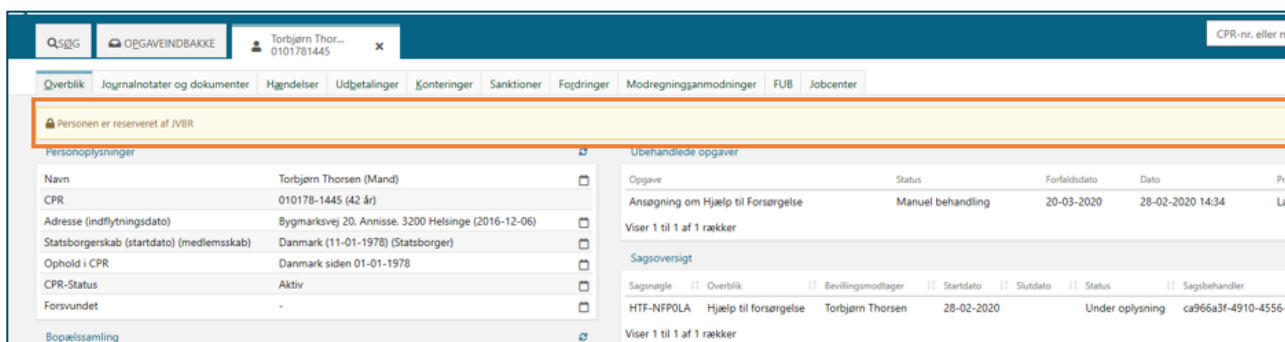 SØG
OPGAVEINDBAKKE
Torbjørn Thor...
0101781445
CPR-nr. eller
Overblik Journalnotater og dokumenter Hændelser Udbetalinger Konteringer Sanktioner Fordringer Modregningsanmodninger FUB Jobcenter
Personen er reserveret af JVBR
Personoplysninger
Navn Torbjørn Thorsen (Mand)
CPR 010178-1445 (42 år)
Adresse (indflytningsdato) Bygmarksvej 20, Annisse, 3200 Helsinge (2016-12-06)
Statsborgerskab (startdato) (medlemsskab) Danmark (11-01-1978) (Statsborger)
Ophold i CPR Danmark siden 01-01-1978
CPR-Status Aktiv
Forsvundet -
Bopælssamling
Ubehandlede opgaver
Opgave Status Forfaldsdato Dato
Ansøgning om Hjælp til Forsørgelse Manuel behandling 20-03-2020 28-02-2020 14:34
Viser 1 til 1 af 1 rækker
Sagsoversigt
Sagsnøgle Overblik Bevillingsmodtager Startdato Slutdato Status Sagsbehandler
HTF-NFP0LA Hjælp til forsørgelse Torbjørn Thorsen 28-02-2020 Under oplysning ca966a3f-4910-4556-
Viser 1 til 1 af 1 rækker